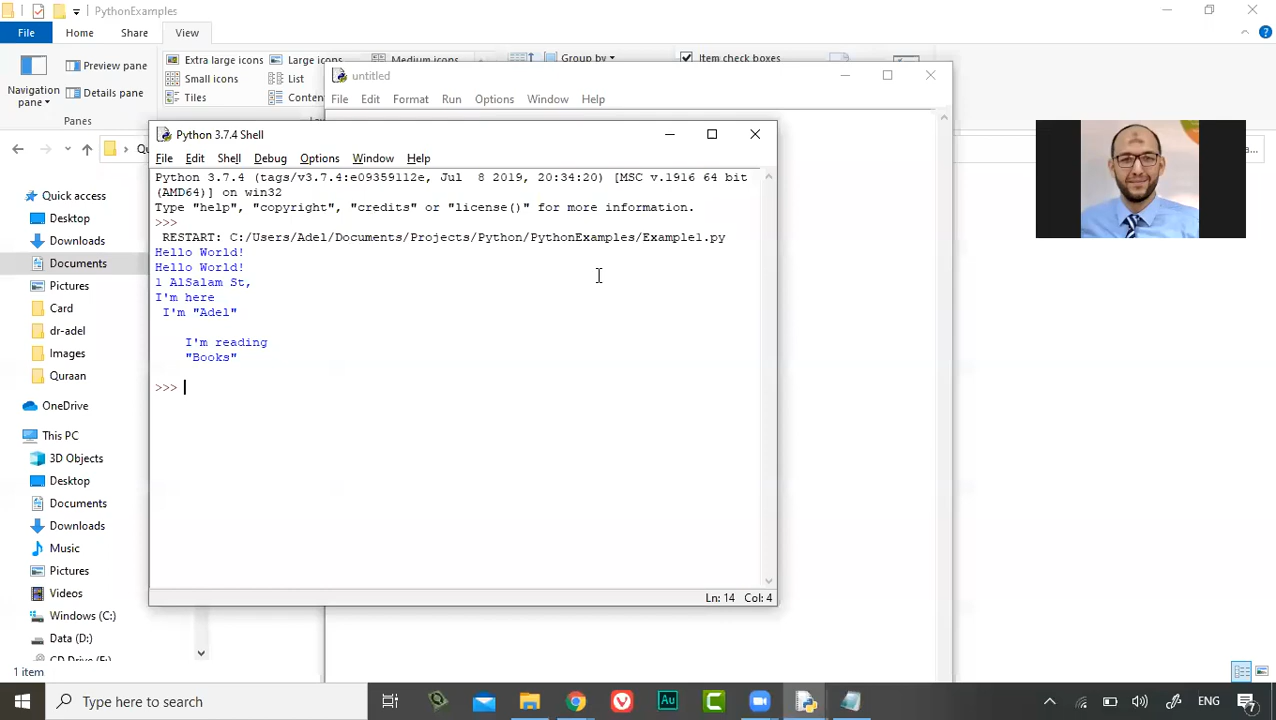 PythonExamples
File Home Share View
Navigation pane
Preview pane
Details pane
Panes
Extra large icons Large icons Medium icons
Small icons List
Tiles Conten
Group by
Item check boxes
untitled
File Edit Format Run Options Window Help
Python 3.7.4 Shell
File Edit Shell Debug Options Window Help
Python 3.7.4 (tags/v3.7.4:e09359112e, Jul  8 2019, 20:34:20) [MSC v.1916 64 bit
(AMD64)] on win32
Type "help", "copyright", "credits" or "license()" for more information.
>>>
RESTART: C:/Users/Adel/Documents/Projects/Python/PythonExamples/Example1.py
Hello World!
Hello World!
1 AlSalam St,
I'm here
I'm "Adel"
I'm reading
"Books"
>>>
Ln: 14 Col: 4
Qu
a...
Quick access
Desktop
Downloads
Documents
Pictures
Card
dr-adel
Images
Quraan
OneDrive
This PC
3D Objects
Desktop
Documents
Downloads
Music
Pictures
Videos
Windows (C:)
Data (D:)
1 item
Type here to search
Au
C
ENG
7